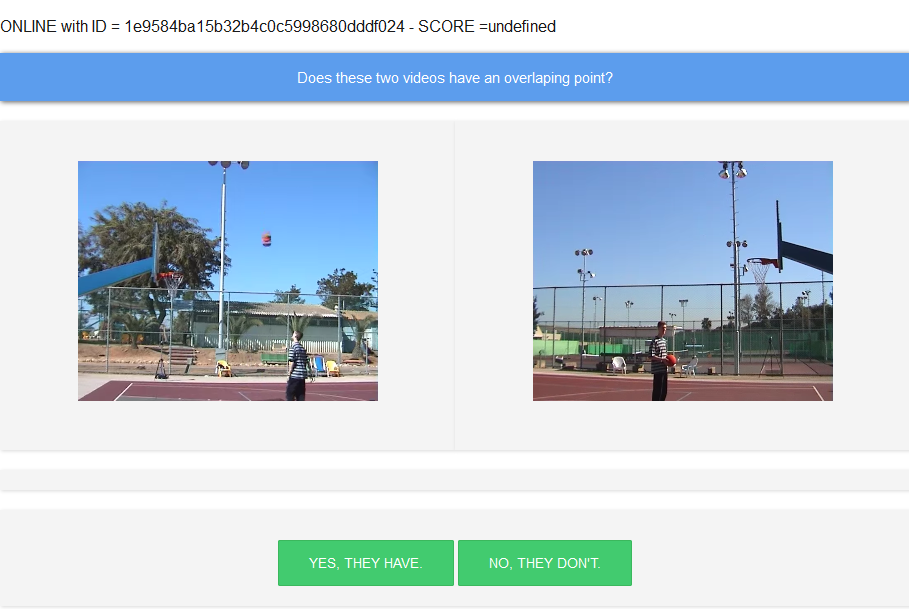 ONLINE with ID = 1e9584ba15b32b4c0c5998680dddf024 - SCORE =undefined
Does these two videos have an overlaping point?
YES, THEY HAVE.
NO, THEY DON'T.